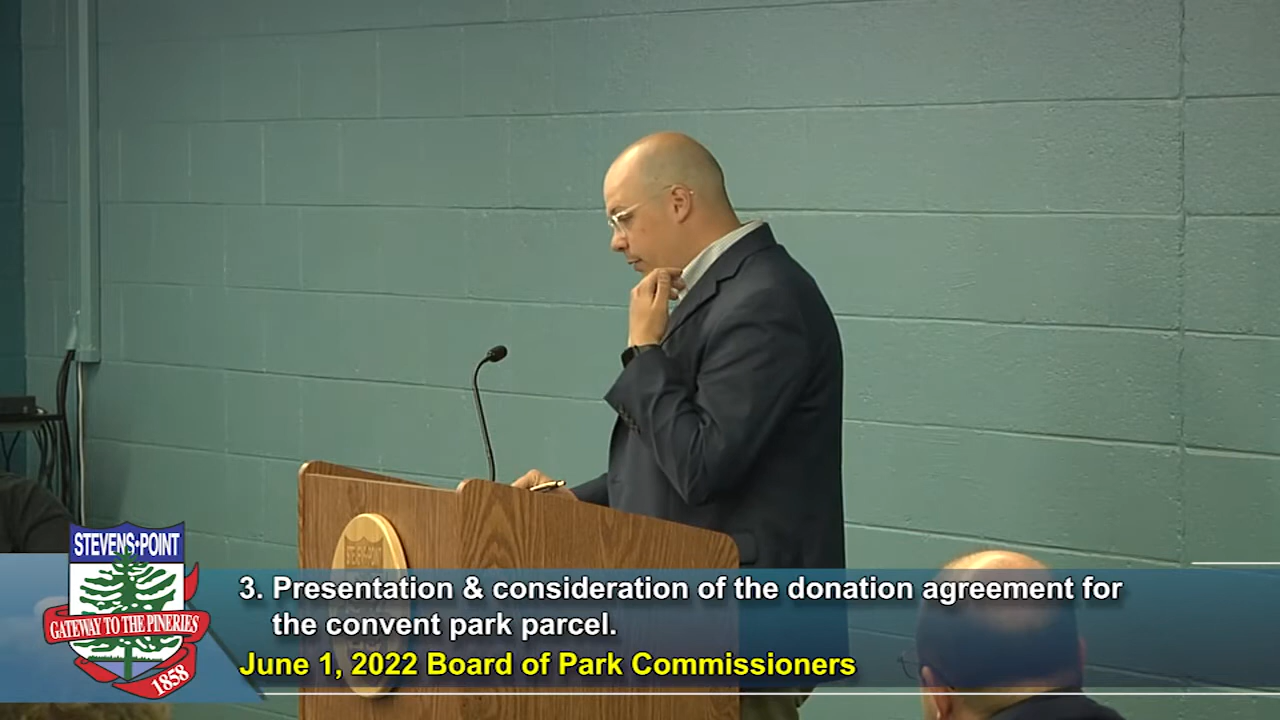 STEVENS·POINT
GATEWAY TO THE PINERIES
1858
3. Presentation & consideration of the donation agreement for
the convent park parcel.
June 1, 2022 Board of Park Commissioners